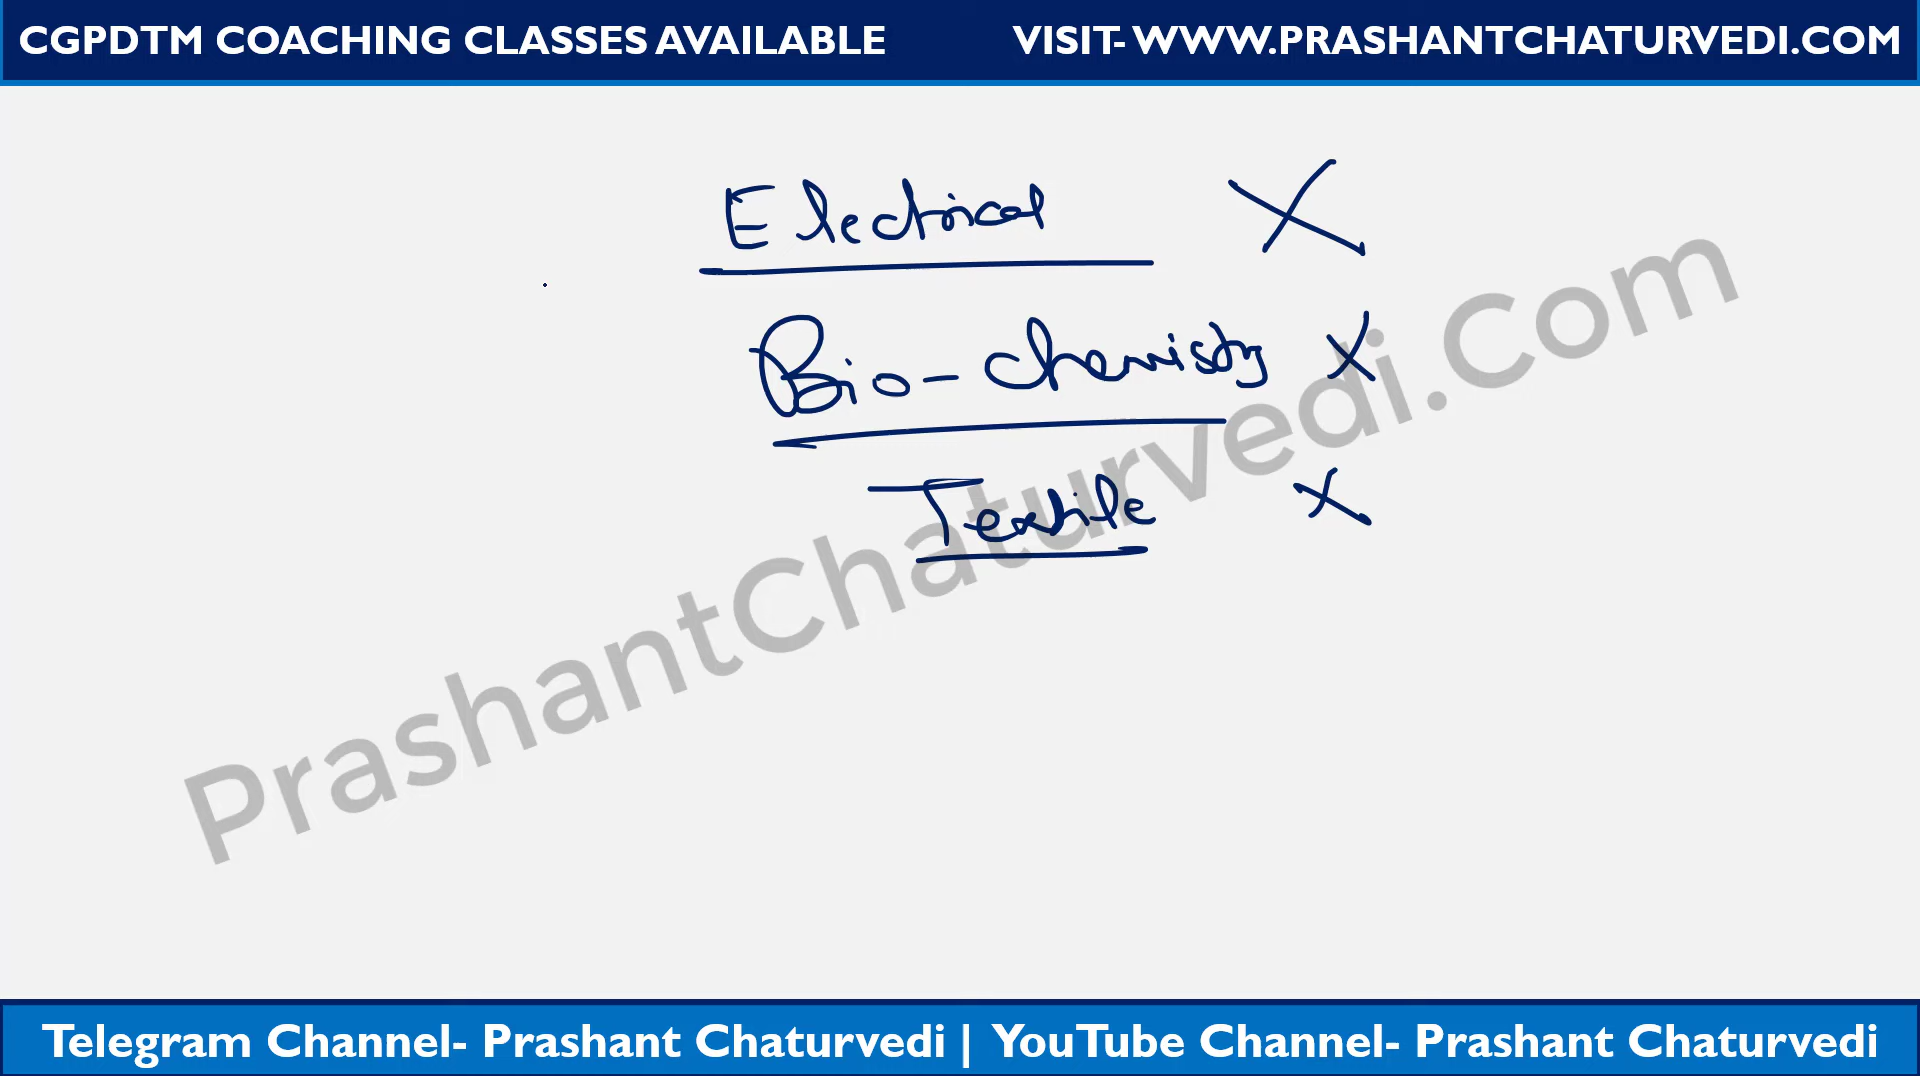 CGPDTM COACHING CLASSES AVAILABLE VISIT- WWW.PRASHANTCHATURVEDI.COM
Electrical X
Bio-chemistry X
Textile X
PrashantChaturvedi.Com
Telegram Channel- Prashant Chaturvedi | YouTube Channel- Prashant Chaturvedi